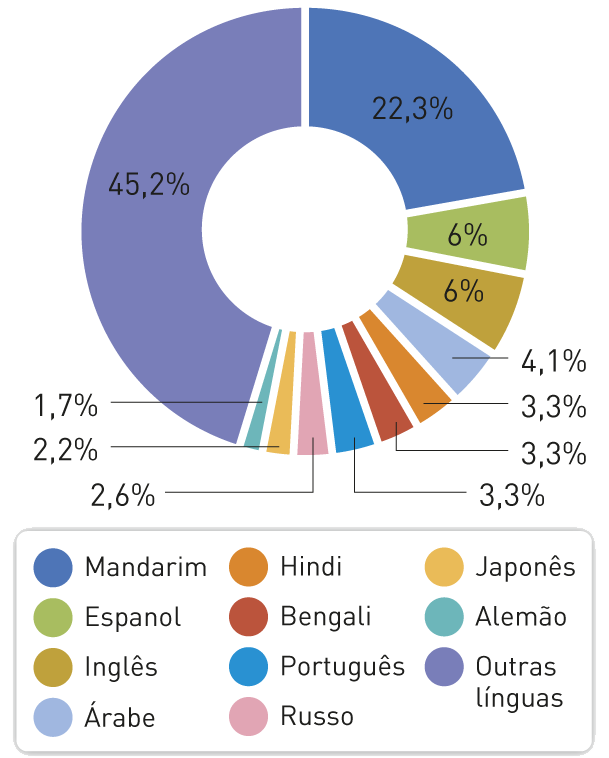 22,3%
45,2%
6%
6%
4,1%
1,7%
3,3%
2,2%
3,3%
2,6%
3,3%
Mandarim
Espanol
Inglês
Árabe
Hindi
Bengali
Português
Russo
Japonês
Alemão
Outras
línguas